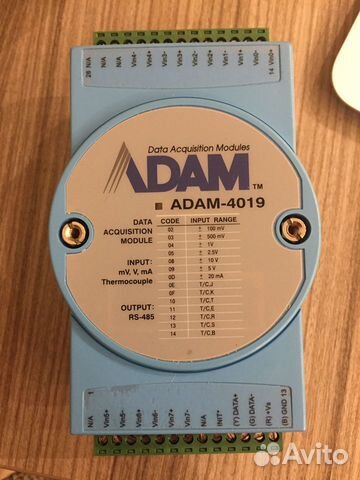 26 N/A N/A Vin4- Vin4+ Vin3- Vin3+ Vin2- Vin2+ Vin1- Vin1+ Vin0- 14 Vin0+
Data Acquisition Modules
ADAM™
ADAM-4019
DATA ACQUISITION MODULE
INPUT:
mV, V, mA
Thermocouple
OUTPUT:
RS-485
CODE INPUT RANGE
02 ± 100 mV
03 ± 500 mV
04 ± 1V
05 ± 2.5V
08 ± 10 V
09 ± 5 V
0D ± 20 mA
0E T/C,J
0F T/C,K
10 T/C,T
11 T/C,E
12 T/C,R
13 T/C,S
14 T/C,B
N/A 1 Vin5+ Vin5- Vin6+ Vin6- Vin7+ Vin7- N/A INIT* (Y) DATA+ (G) DATA- (R) +Vs (B) GND 13
Avito